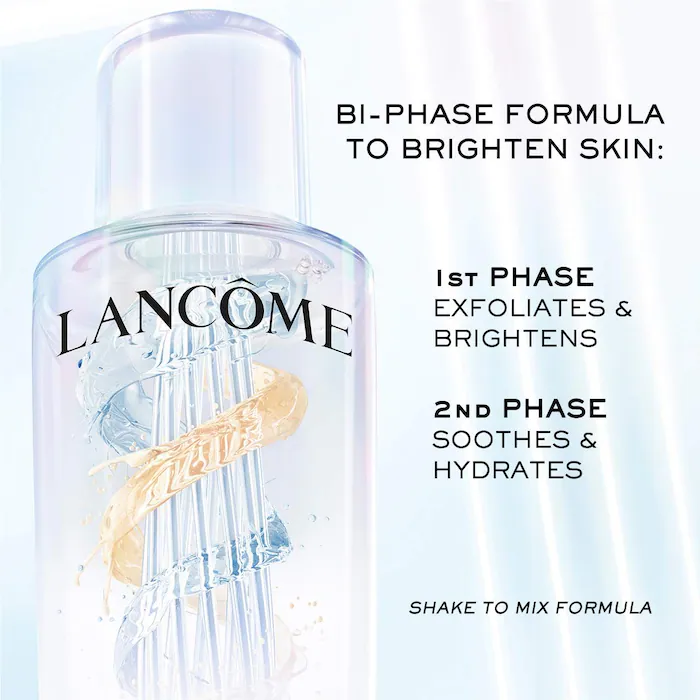 BI-PHASE FORMULA
TO BRIGHTEN SKIN:
LANCÔME
1ST PHASE
EXFOLIATES &
BRIGHTENS
2ND PHASE
SOOTHES &
HYDRATES
SHAKE TO MIX FORMULA